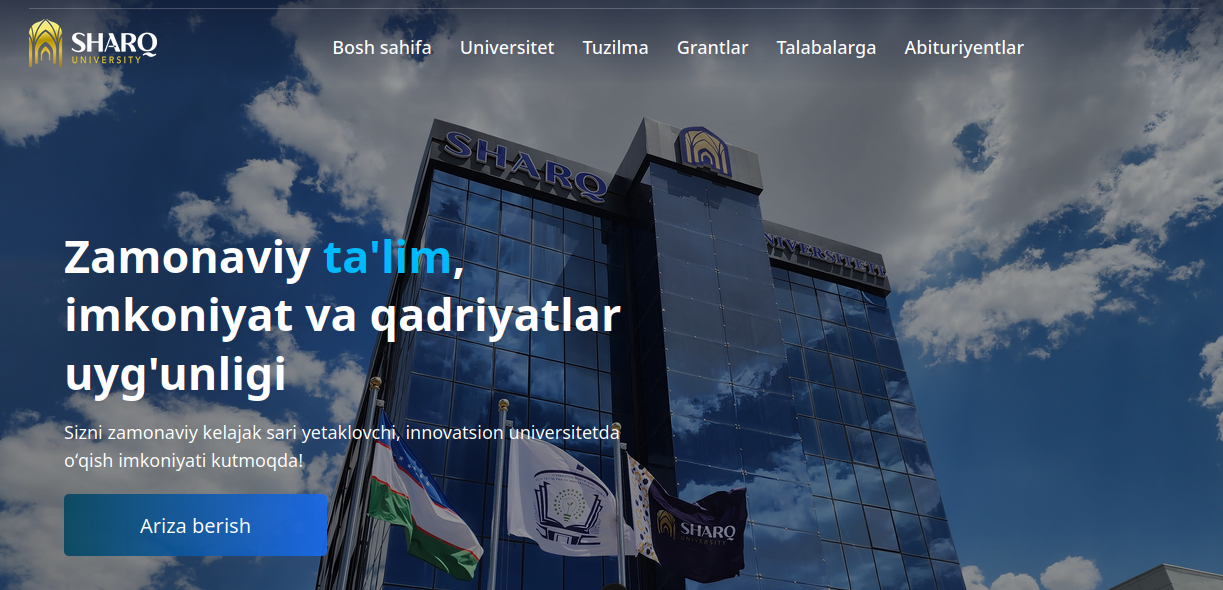 SHARQ
UNIVERSITY
Bosh sahifa Universitet Tuzilma Grantlar Talabalarga Abituriyentlar
SHARQ
UNIVERSITETI
Zamonaviy ta'lim,
imkoniyat va qadriyatlar
uyg'unligi
Sizni zamonaviy kelajak sari yetaklovchi, innovatsion universitetda
o‘qish imkoniyati kutmoqda!
Ariza berish
SHARQ
UNIVERSITY